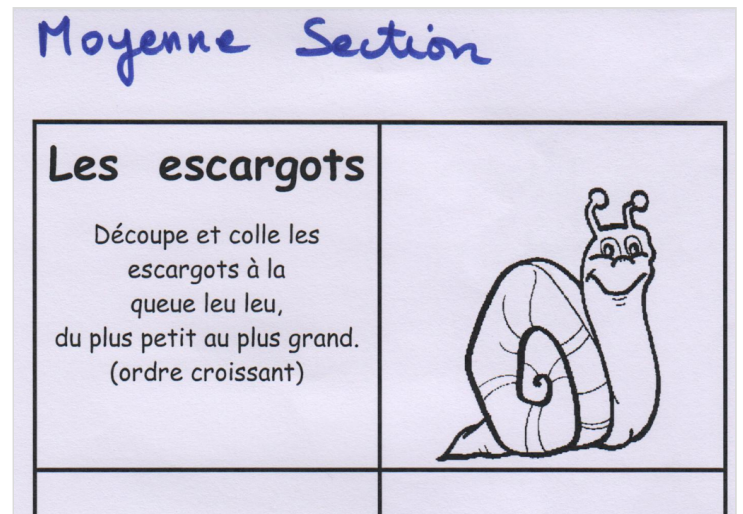 Moyenne Section
Les escargots
Découpe et colle les
escargots à la
queue leu leu,
du plus petit au plus grand.
(ordre croissant)